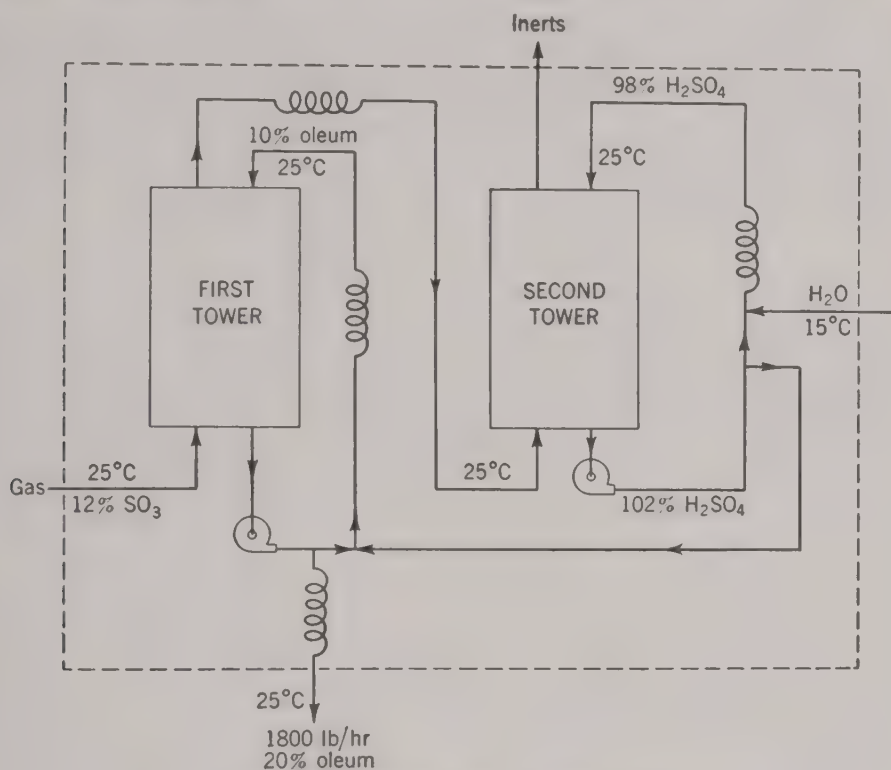 Inerts
98% H₂SO₄
10% oleum
25°C
25°C
FIRST
TOWER
SECOND
TOWER
H₂O
15°C
Gas
25°C
12% SO₃
25°C
102% H₂SO₄
25°C
1800 lb/hr
20% oleum